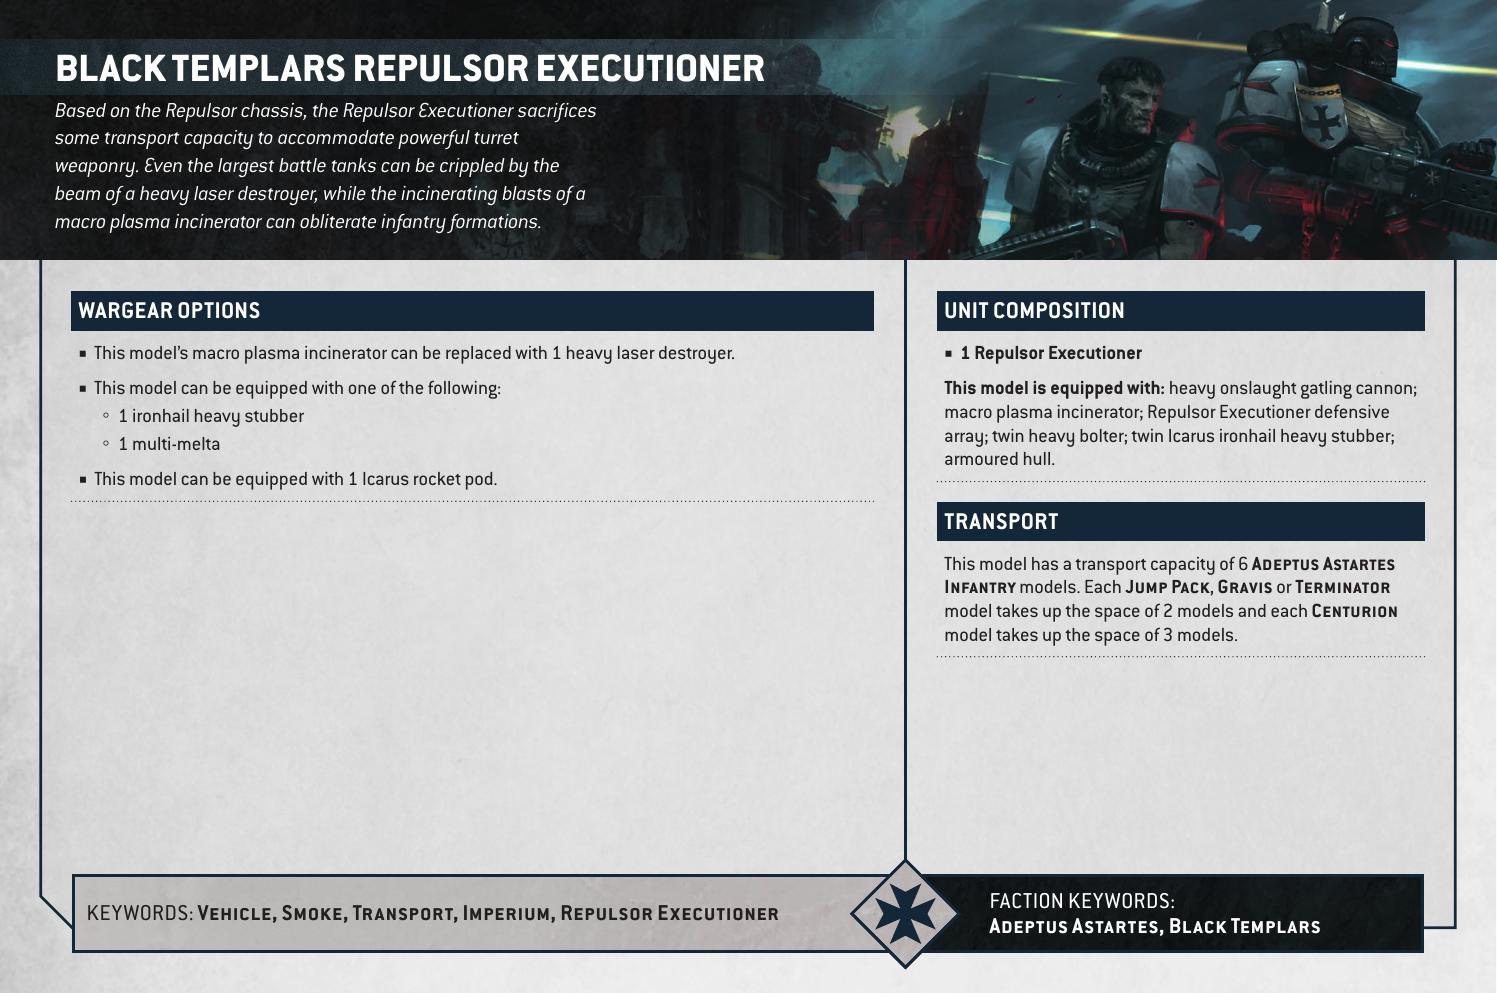 BLACK TEMPLARS REPULSOR EXECUTIONER
Based on the Repulsor chassis, the Repulsor Executioner sacrifices
some transport capacity to accommodate powerful turret
weaponry. Even the largest battle tanks can be crippled by the
beam of a heavy laser destroyer, while the incinerating blasts of a
macro plasma incinerator can obliterate infantry formations.
WARGEAR OPTIONS
▪ This model’s macro plasma incinerator can be replaced with 1 heavy laser destroyer.
▪ This model can be equipped with one of the following:
◦ 1 ironhail heavy stubber
◦ 1 multi-melta
▪ This model can be equipped with 1 Icarus rocket pod.
UNIT COMPOSITION
▪ 1 Repulsor Executioner
This model is equipped with: heavy onslaught gatling cannon;
macro plasma incinerator; Repulsor Executioner defensive
array; twin heavy bolter; twin Icarus ironhail heavy stubber;
armoured hull.
TRANSPORT
This model has a transport capacity of 6 Adeptus Astartes
Infantry models. Each Jump Pack, Gravis or Terminator
model takes up the space of 2 models and each Centurion
model takes up the space of 3 models.
KEYWORDS: Vehicle, Smoke, Transport, Imperium, Repulsor Executioner
FACTION KEYWORDS:
Adeptus Astartes, Black Templars